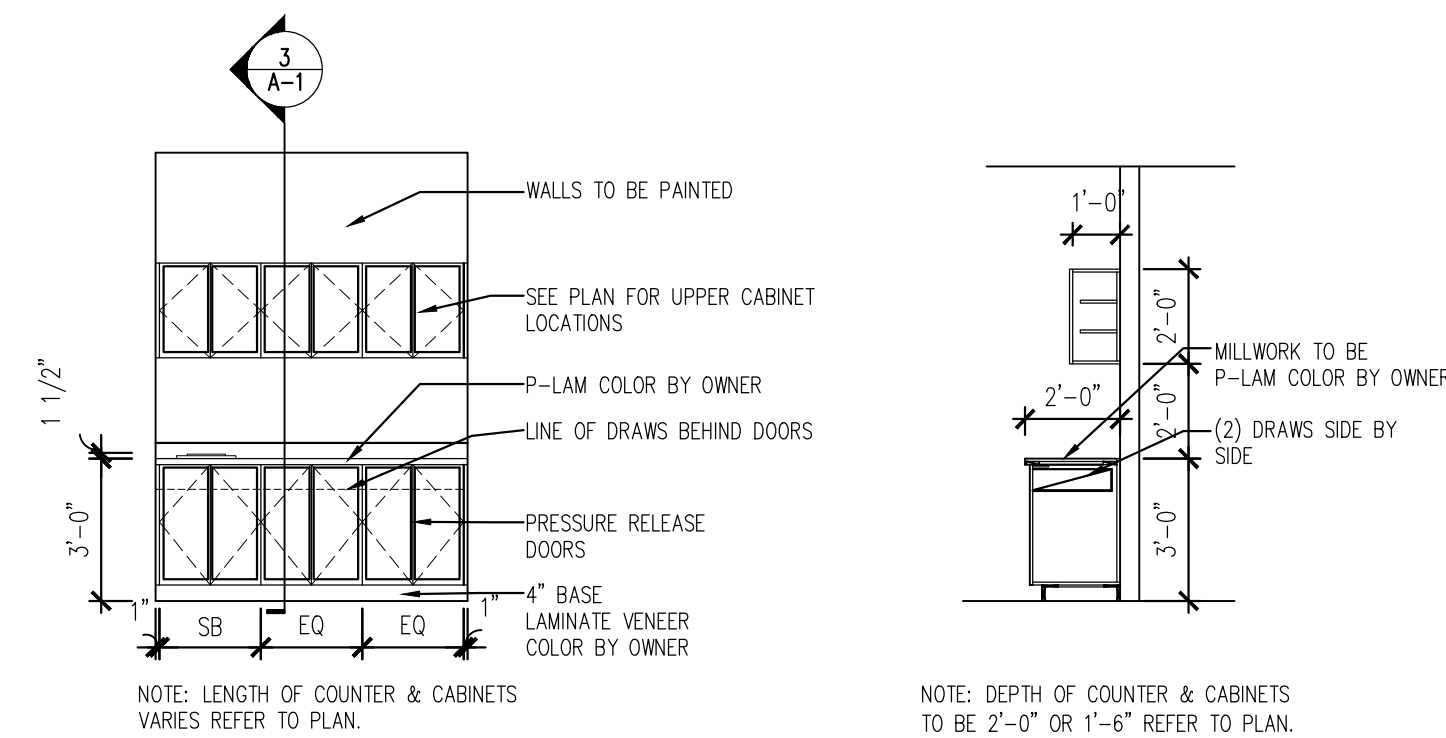 3
A-1
WALLS TO BE PAINTED
SEE PLAN FOR UPPER CABINET
LOCATIONS
P-LAM COLOR BY OWNER
LINE OF DRAWS BEHIND DOORS
PRESSURE RELEASE
DOORS
4" BASE
LAMINATE VENEER
COLOR BY OWNER
1 1/2"
3'-0"
1"
SB
EQ
EQ
1"
NOTE: LENGTH OF COUNTER & CABINETS
VARIES REFER TO PLAN.
1'-0"
2'-0"
MILLWORK TO BE
P-LAM COLOR BY OWNER
2'-0"
2'-0"
(2) DRAWS SIDE BY
SIDE
3'-0"
NOTE: DEPTH OF COUNTER & CABINETS
TO BE 2'-0" OR 1'-6" REFER TO PLAN.